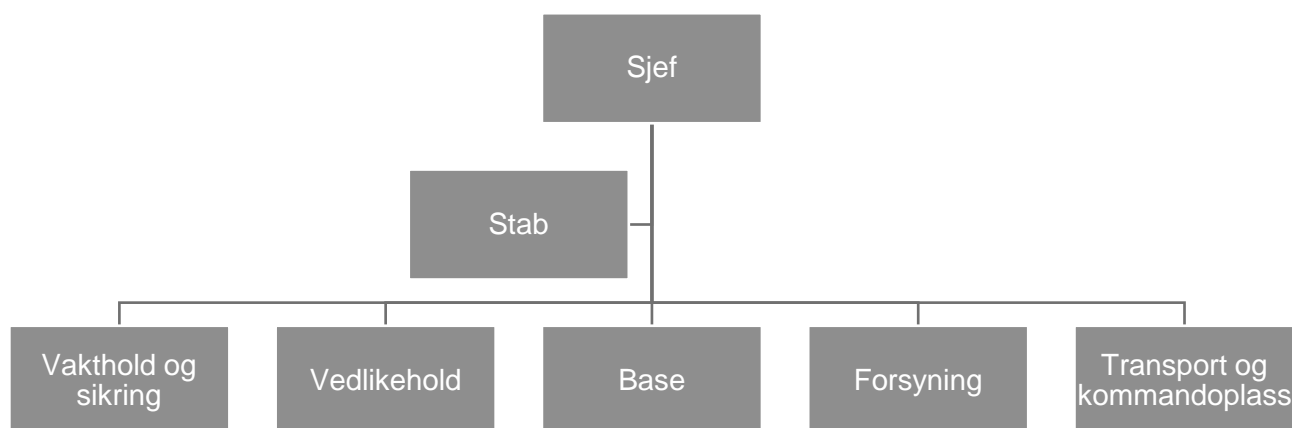 Sjef
Stab
Vakthold og
sikring
Vedlikehold
Base
Forsyning
Transport og
kommandoplass